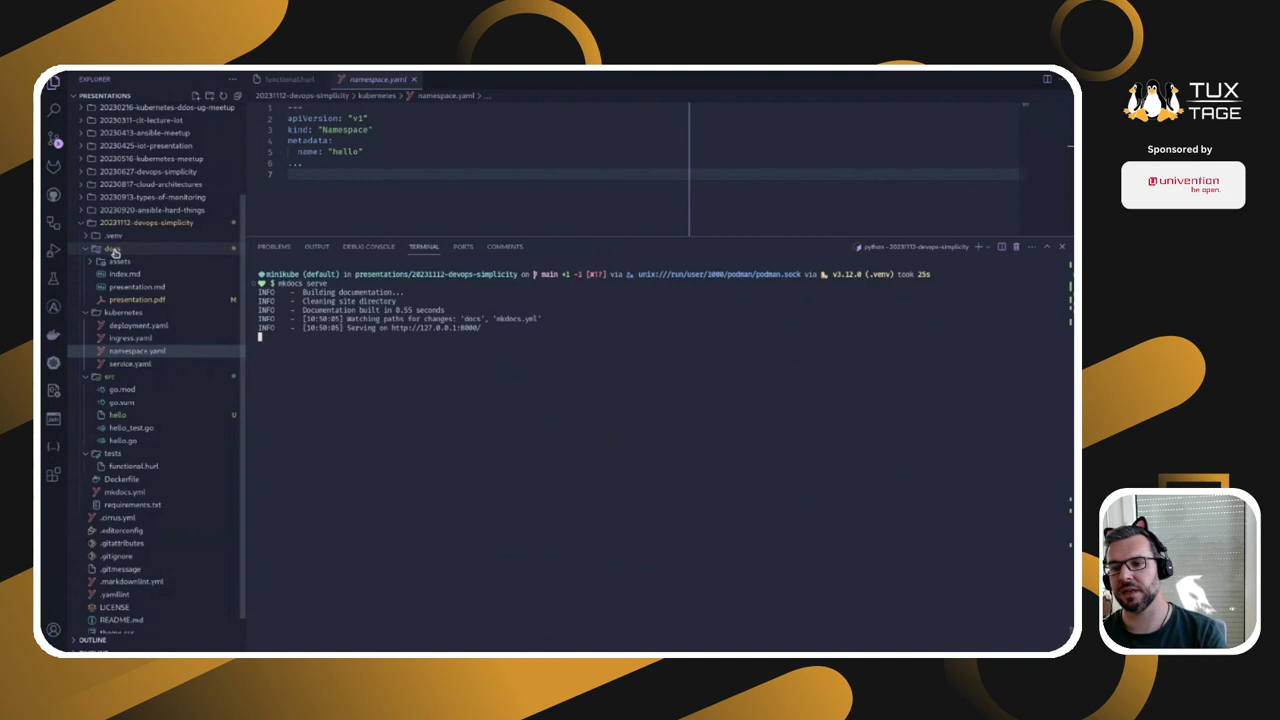 EXPLORER
PRESENTATIONS
20230216-kubernetes-ddos-ug-meetup
20230311-clt-lecture-iot
20230413-ansible-meetup
20230425-iot-presentation
20230516-kubernetes-meetup
20230627-devops-simplicity
20230817-cloud-architectures
20230913-types-of-monitoring
20230920-ansible-hard-things
20231112-devops-simplicity
.venv
docs
assets
index.md
presentation.md
presentation.pdf M
kubernetes
deployment.yaml
ingress.yaml
namespace.yaml
service.yaml
src
go.mod
go.sum
hello U
hello_test.go
hello.go
tests
functional.hurl
Dockerfile
mkdocs.yml
requirements.txt
.cirrus.yml
.editorconfig
.gitattributes
.gitignore
.gitmessage
.markdownlint.yml
.yamllint
LICENSE
README.md
OUTLINE
functional.hurl namespace.yaml
20231112-devops-simplicity > kubernetes > namespace.yaml > ...
1 ---
2 apiVersion: "v1"
3 kind: "Namespace"
4 metadata:
5 name: "hello"
6 ...
7
PROBLEMS OUTPUT DEBUG CONSOLE TERMINAL PORTS COMMENTS
python - 20231112-devops-simplicity
minikube (default) in presentations/20231112-devops-simplicity on main +1 -1 [✘!?] via unix:///run/user/1000/podman/podman.sock via v3.12.0 (.venv) took 25s
$ mkdocs serve
INFO - Building documentation...
INFO - Cleaning site directory
INFO - Documentation built in 0.55 seconds
INFO - [10:50:05] Watching paths for changes: 'docs', 'mkdocs.yml'
INFO - [10:50:05] Serving on http://127.0.0.1:8000/
TUX
TAGE
Sponsored by
univention
be open.